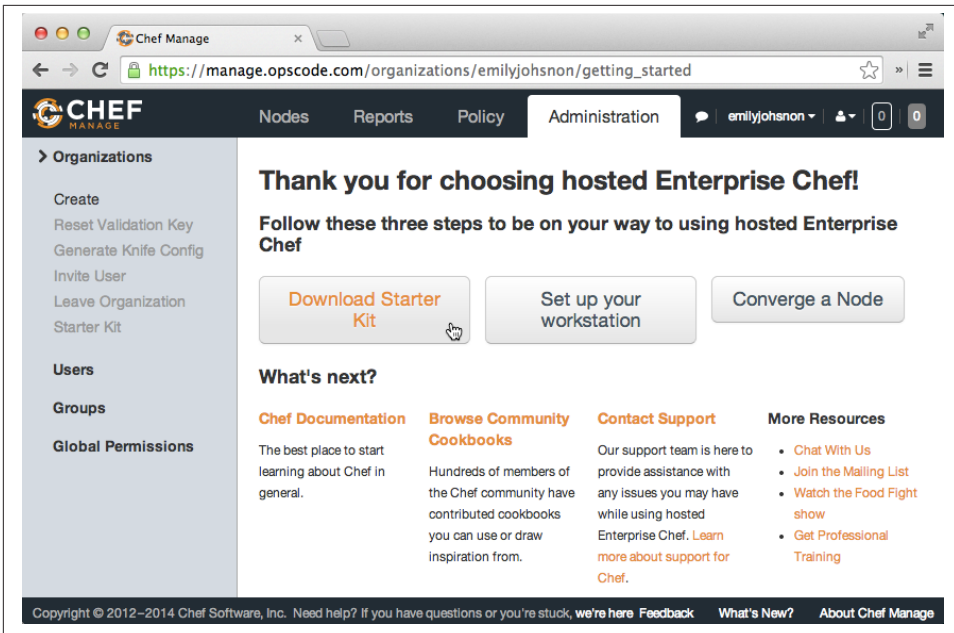 Chef Manage
https://manage.opscode.com/organizations/emilyjohsnon/getting_started
CHEF
MANAGE
Nodes
Reports
Policy
Administration
emilyjohsnon
0
0
Organizations
Create
Reset Validation Key
Generate Knife Config
Invite User
Leave Organization
Starter Kit
Users
Groups
Global Permissions
Thank you for choosing hosted Enterprise Chef!
Follow these three steps to be on your way to using hosted Enterprise
Chef
Download Starter
Kit
Set up your
workstation
Converge a Node
What's next?
Chef Documentation
The best place to start
learning about Chef in
general.
Browse Community
Cookbooks
Hundreds of members of
the Chef community have
contributed cookbooks
you can use or draw
inspiration from.
Contact Support
Our support team is here to
provide assistance with
any issues you may have
while using hosted
Enterprise Chef. Learn
more about support for
Chef.
More Resources
• Chat With Us
• Join the Mailing List
• Watch the Food Fight
show
• Get Professional
Training
Copyright © 2012–2014 Chef Software, Inc. Need help? If you have questions or you're stuck, we're here Feedback What's New? About Chef Manage